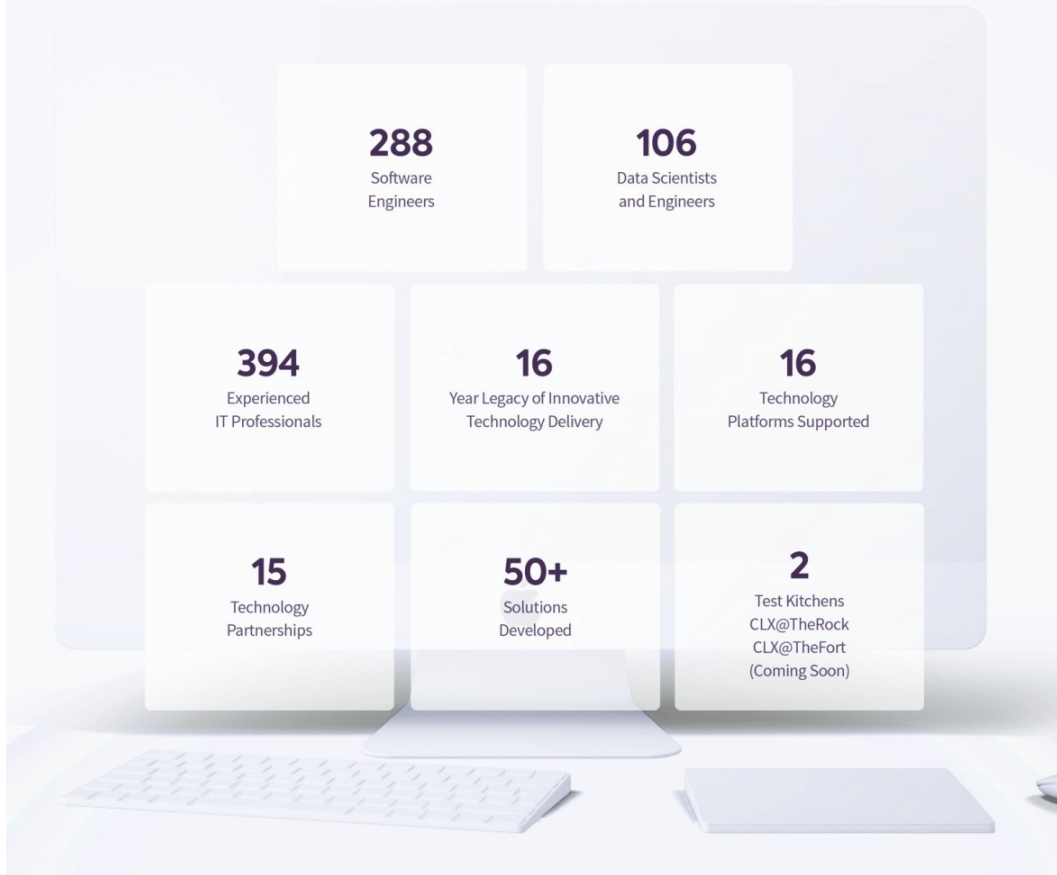 288
Software
Engineers
106
Data Scientists
and Engineers
394
Experienced
IT Professionals
16
Year Legacy of Innovative
Technology Delivery
16
Technology
Platforms Supported
15
Technology
Partnerships
50+
Solutions
Developed
2
Test Kitchens
CLX@TheRock
CLX@TheFort
(Coming Soon)